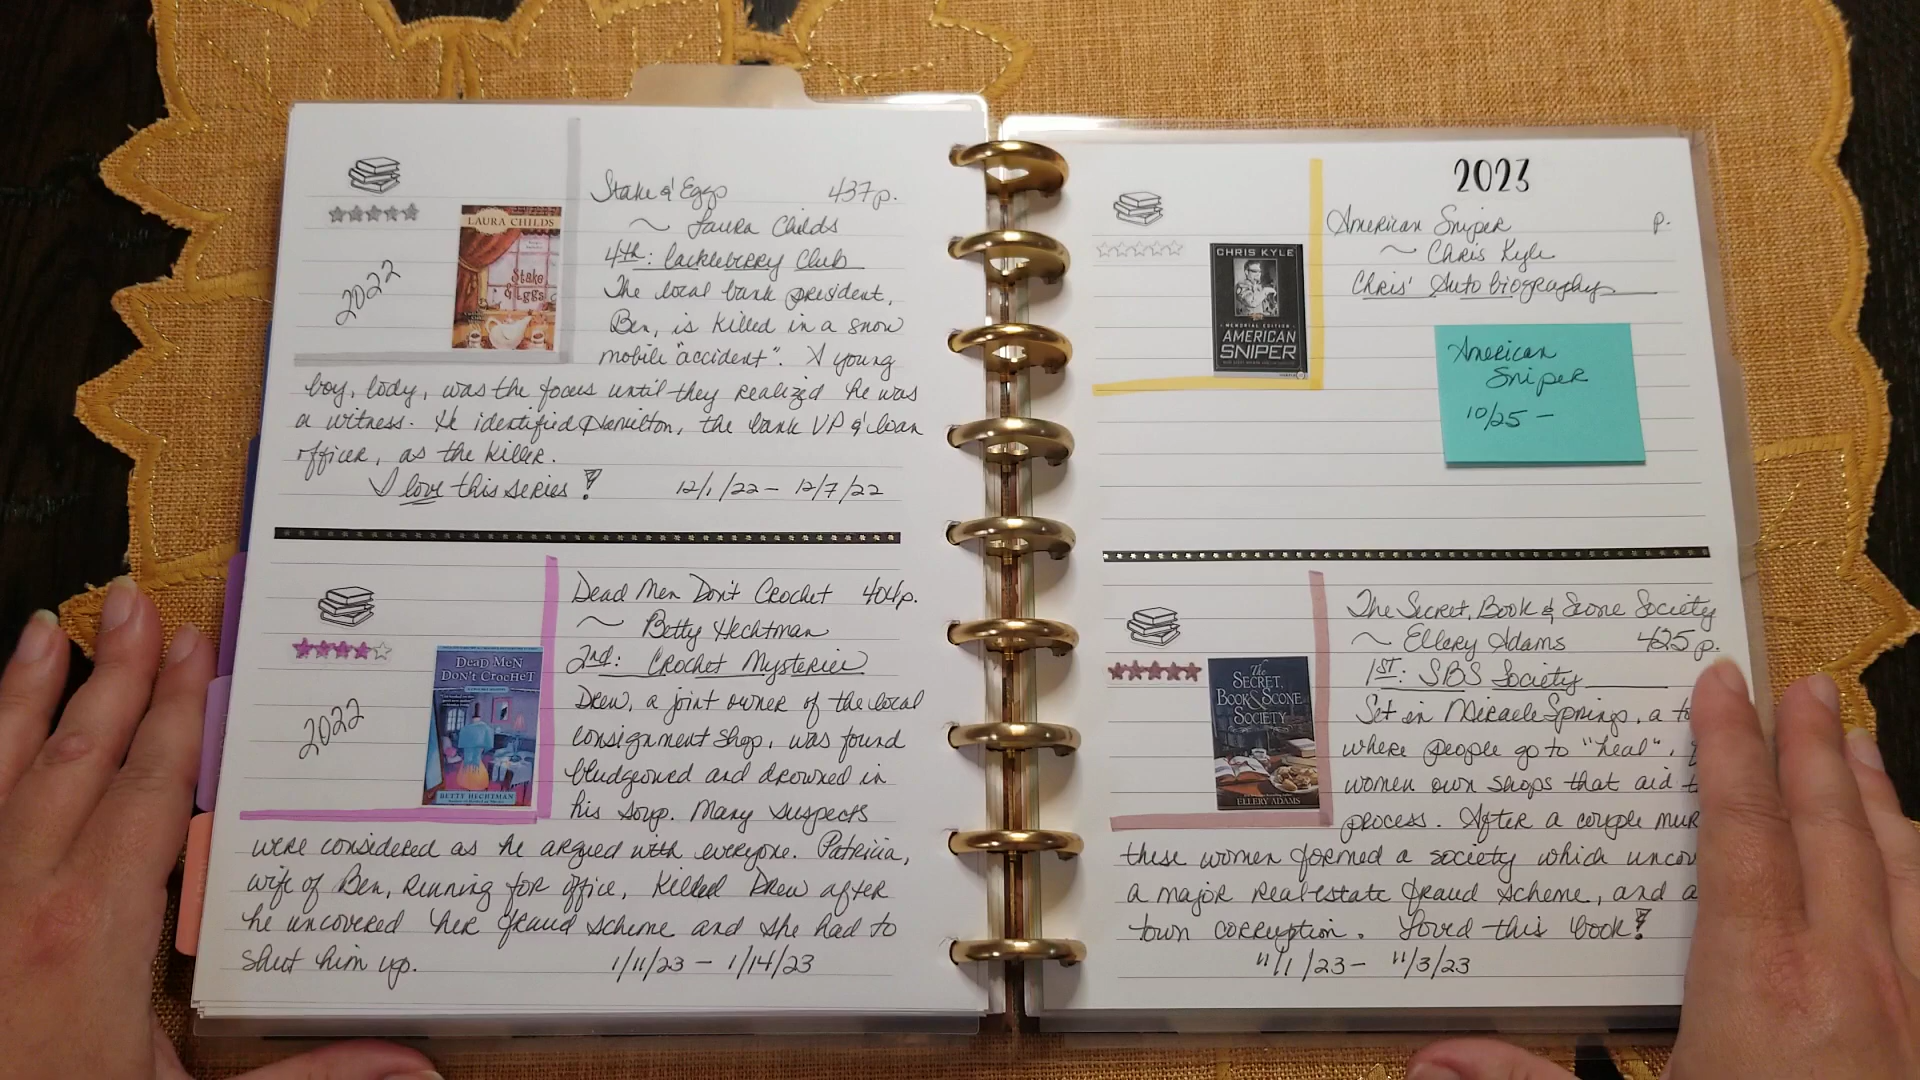 Stake & Eggs 437p.
~ Laura Childs
4th: Cackleberry Club
The local bank president,
Ben, is killed in a snow
mobile "accident". A young
boy, Cody, was the focus until they realized he was
a witness. He identified Hamilton, the bank VP & loan
officer, as the killer.
I love this series!
12/1/22 - 12/7/22
2022
LAURA CHILDS
Stake
& Eggs
Dead Men Don't Crochet 404p.
~ Betty Hechtman
2nd: Crochet Mysteries
Drew, a joint owner of the local
consignment shop, was found
bludgeoned and drowned in
his soup. Many suspects
were considered as he argued with everyone. Patricia,
wife of Ben, running for office, killed Drew after
he uncovered her fraud scheme and she had to
shut him up.
1/11/23 - 1/14/23
2022
DEAD MEN
DON'T CROCHET
BETTY HECHTMAN
2023
American Sniper p.
~ Chris Kyle
Chris' Autobiography
CHRIS KYLE
MEMORIAL EDITION
AMERICAN
SNIPER
American
Sniper
10/25 -
The Secret, Book & Scone Society
~ Ellery Adams 425p.
1st: SBS Society
Set in Miracle Springs, a to
where people go to "heal",
women own shops that aid t
process. After a couple mur
these women formed a society which uncov
a major real estate fraud scheme, and a
town corruption. Loved this book!
11/1/23 - 11/3/23
The
SECRET,
BOOK & SCONE
SOCIETY
ELLERY ADAMS